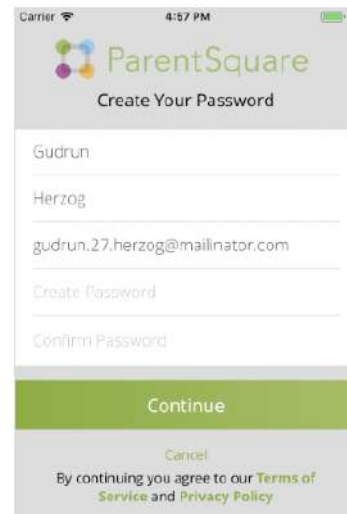 Carrier 4:57 PM
ParentSquare
Create Your Password
Gudrun
Herzog
gudrun.27.herzog@mailinator.com
Create Password
Confirm Password
Continue
Cancel
By continuing you agree to our Terms of
Service and Privacy Policy